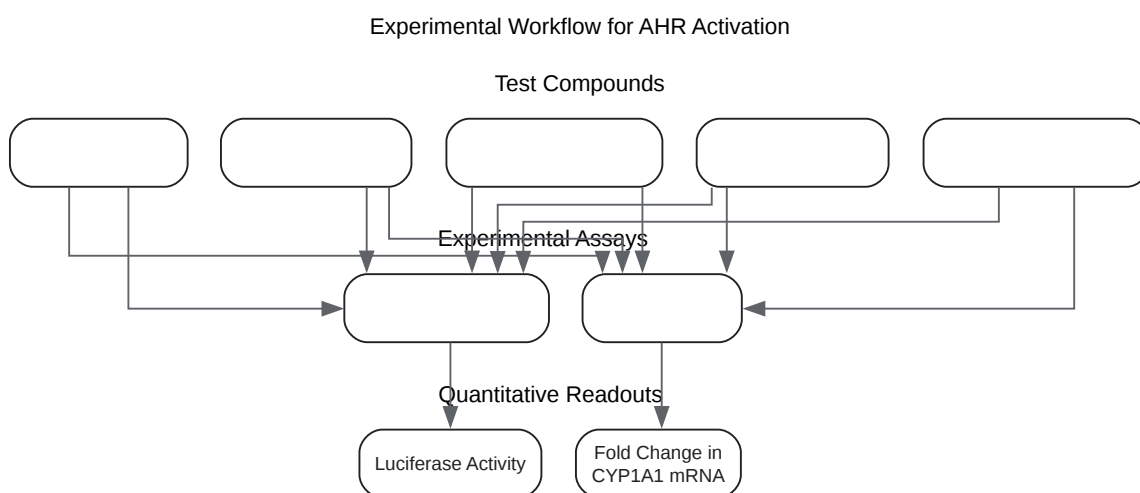 Experimental Workflow for AHR Activation
Test Compounds
Experimental Assays
Quantitative Readouts
Luciferase Activity
Fold Change in
CYP1A1 mRNA